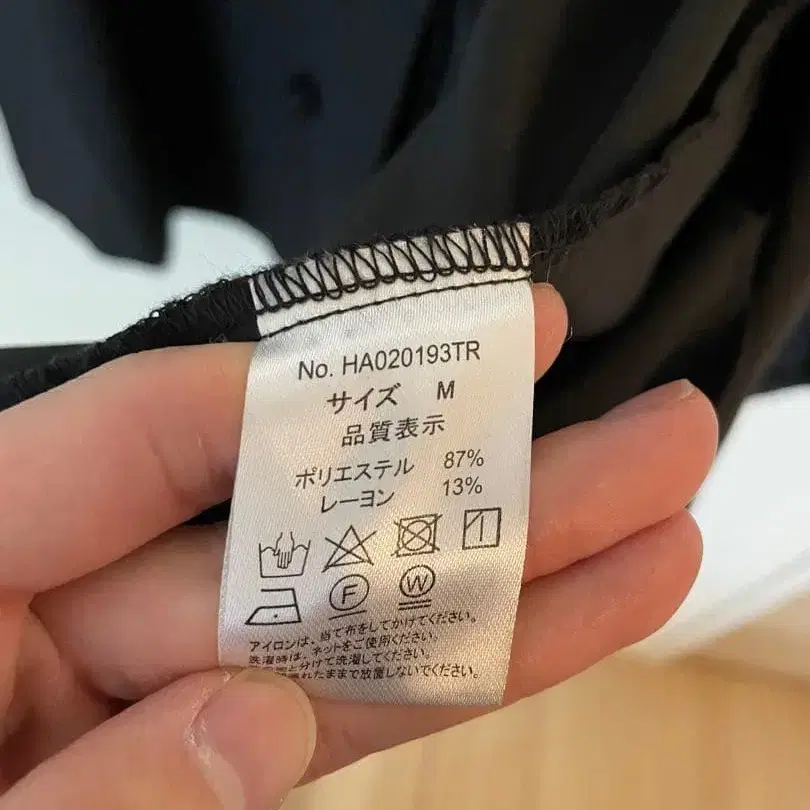 No. HA020193TR
サイズ M
品質表示
ポリエステル 87%
レーヨン 13%
F W
アイロンは、当て布をしてかけてください。
洗濯時は、ネットをご使用ください。
と分けて洗濯してください。
れたままで放置しないでください。